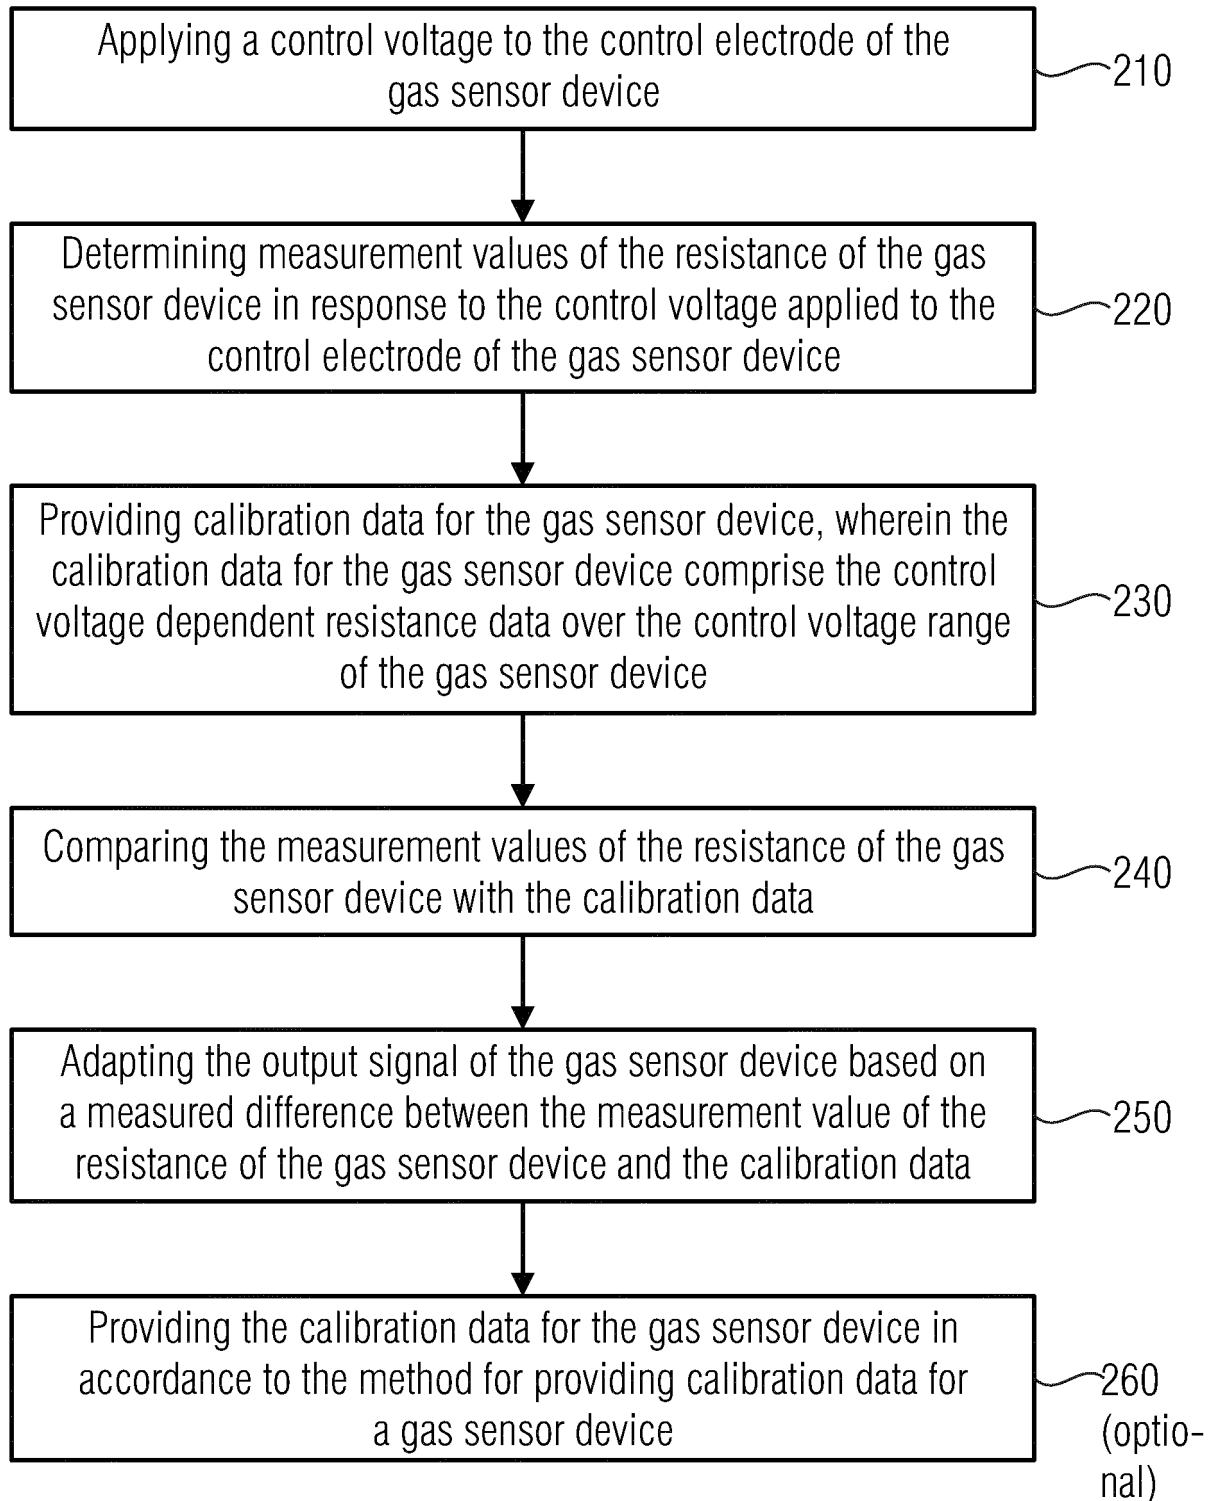 Applying a control voltage to the control electrode of the
gas sensor device
210
Determining measurement values of the resistance of the gas
sensor device in response to the control voltage applied to the
control electrode of the gas sensor device
220
Providing calibration data for the gas sensor device, wherein the
calibration data for the gas sensor device comprise the control
voltage dependent resistance data over the control voltage range
of the gas sensor device
230
Comparing the measurement values of the resistance of the gas
sensor device with the calibration data
240
Adapting the output signal of the gas sensor device based on
a measured difference between the measurement value of the
resistance of the gas sensor device and the calibration data
250
Providing the calibration data for the gas sensor device in
accordance to the method for providing calibration data for
a gas sensor device
260
(optio-
nal)